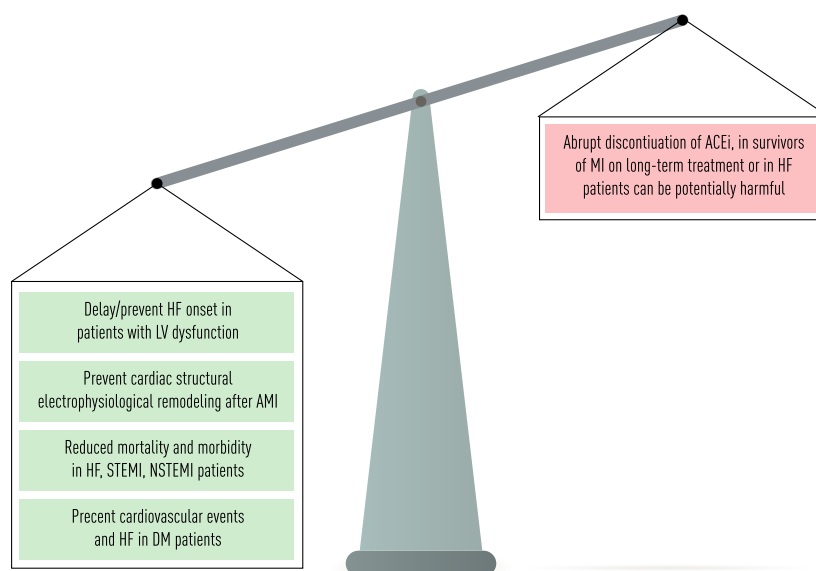 Abrupt discontiuation of ACEi, in survivors
of MI on long-term treatment or in HF
patients can be potentially harmful
Delay/prevent HF onset in
patients with LV dysfunction
Prevent cardiac structural
electrophysiological remodeling after AMI
Reduced mortality and morbidity
in HF, STEMI, NSTEMI patients
Precent cardiovascular events
and HF in DM patients